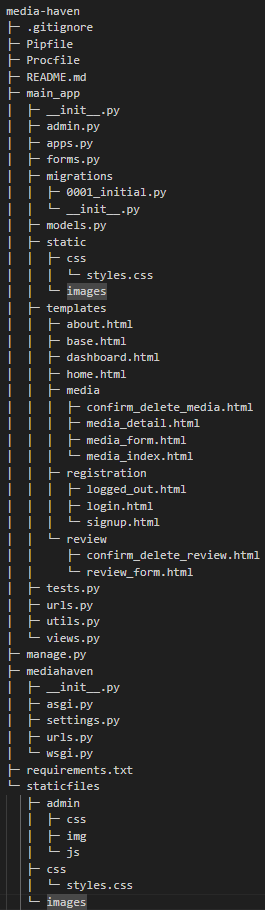 media-haven
├─ .gitignore
├─ Pipfile
├─ Procfile
├─ README.md
├─ main_app
│  ├─ __init__.py
│  ├─ admin.py
│  ├─ apps.py
│  ├─ forms.py
│  ├─ migrations
│  │  ├─ 0001_initial.py
│  │  └─ __init__.py
│  ├─ models.py
│  ├─ static
│  │  ├─ css
│  │  │  └─ styles.css
│  │  └─ images
│  ├─ templates
│  │  ├─ about.html
│  │  ├─ base.html
│  │  ├─ dashboard.html
│  │  ├─ home.html
│  │  ├─ media
│  │  │  ├─ confirm_delete_media.html
│  │  │  ├─ media_detail.html
│  │  │  ├─ media_form.html
│  │  │  └─ media_index.html
│  │  ├─ registration
│  │  │  ├─ logged_out.html
│  │  │  ├─ login.html
│  │  │  └─ signup.html
│  │  └─ review
│  │     ├─ confirm_delete_review.html
│  │     └─ review_form.html
│  ├─ tests.py
│  ├─ urls.py
│  ├─ utils.py
│  └─ views.py
├─ manage.py
├─ mediahaven
│  ├─ __init__.py
│  ├─ asgi.py
│  ├─ settings.py
│  ├─ urls.py
│  └─ wsgi.py
├─ requirements.txt
└─ staticfiles
   ├─ admin
   │  ├─ css
   │  ├─ img
   │  └─ js
   ├─ css
   │  └─ styles.css
   └─ images